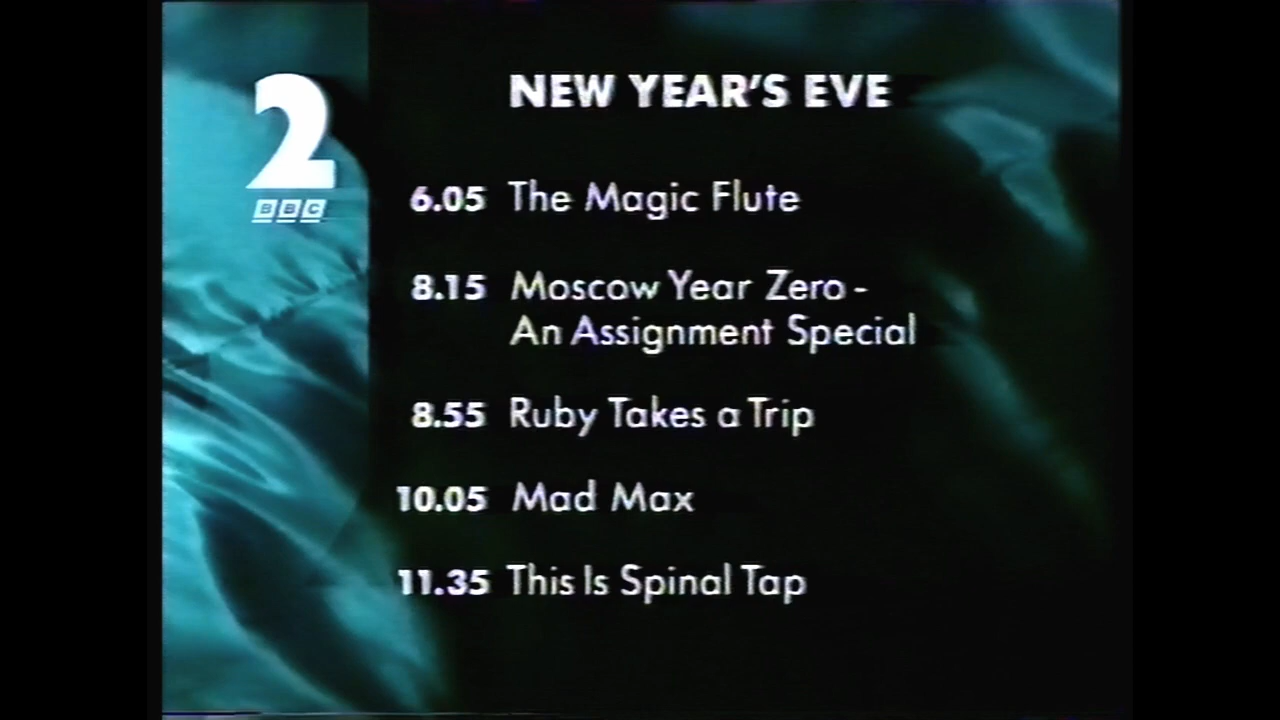 2
BBC
NEW YEAR'S EVE
6.05 The Magic Flute
8.15 Moscow Year Zero -
An Assignment Special
8.55 Ruby Takes a Trip
10.05 Mad Max
11.35 This Is Spinal Tap